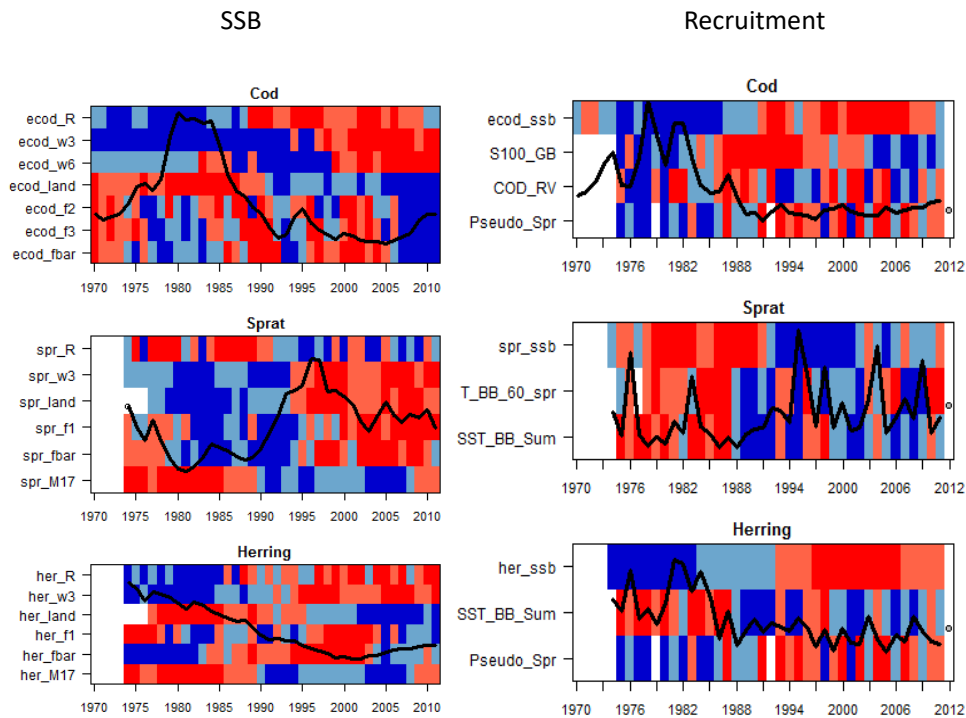 SSB
Recruitment
Cod
ecod_R
ecod_w3
ecod_w6
ecod_land
ecod_f2
ecod_f3
ecod_fbar
1970 1975 1980 1985 1990 1995 2000 2005 2010
Sprat
spr_R
spr_w3
spr_land
spr_f1
spr_fbar
spr_M17
1970 1975 1980 1985 1990 1995 2000 2005 2010
Herring
her_R
her_w3
her_land
her_f1
her_fbar
her_M17
1970 1975 1980 1985 1990 1995 2000 2005 2010
Cod
ecod_ssb
S100_GB
COD_RV
Pseudo_Spr
1970 1976 1982 1988 1994 2000 2006 2012
Sprat
spr_ssb
T_BB_60_spr
SST_BB_Sum
1970 1976 1982 1988 1994 2000 2006 2012
Herring
her_ssb
SST_BB_Sum
Pseudo_Spr
1970 1976 1982 1988 1994 2000 2006 2012